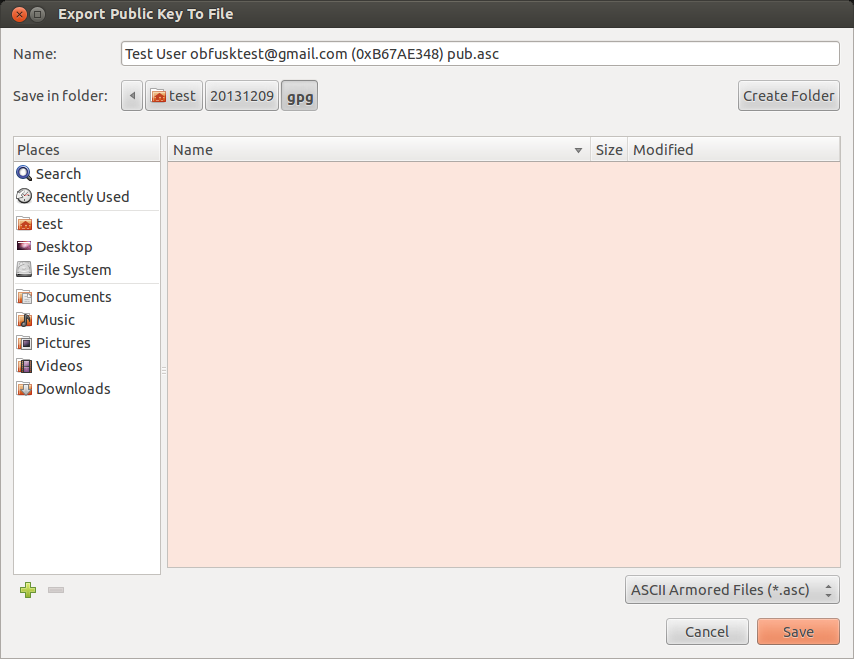 Export Public Key To File
Name: Test User obfusktest@gmail.com (0xB67AE348) pub.asc
Save in folder: test 20131209 gpg Create Folder
Places
Search
Recently Used
test
Desktop
File System
Documents
Music
Pictures
Videos
Downloads
Name Size Modified
ASCII Armored Files (*.asc)
Cancel Save